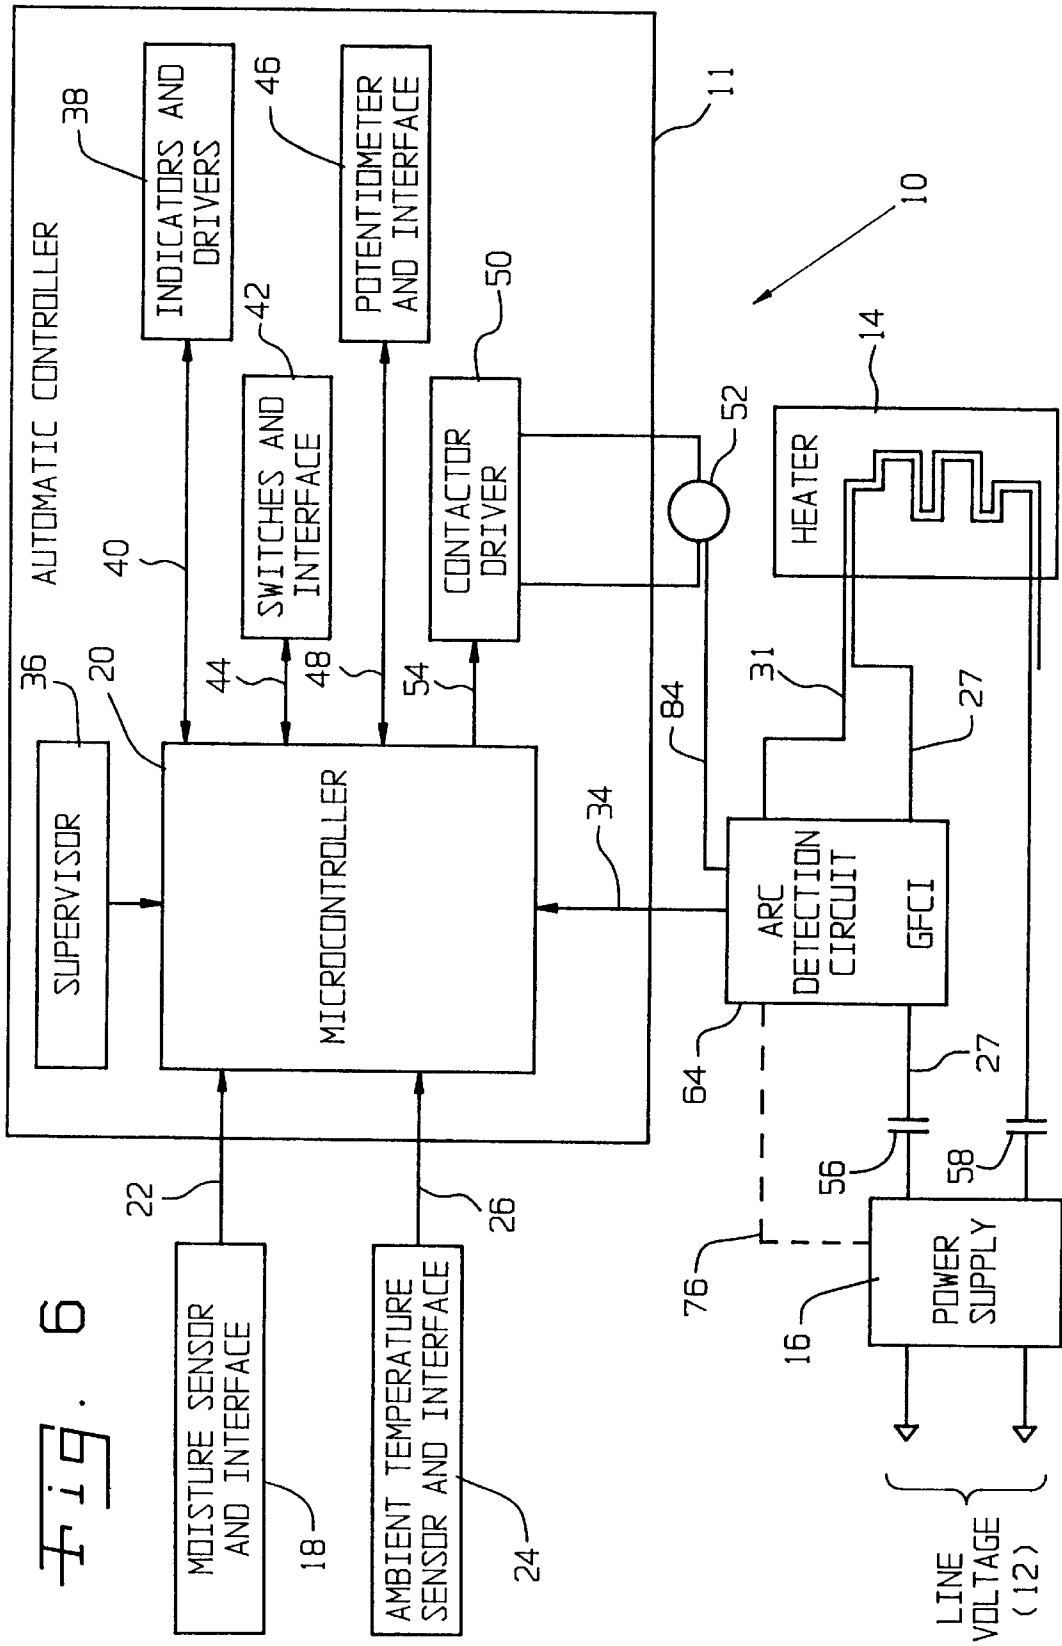 Fig. 6
AUTOMATIC CONTROLLER
SUPERVISOR
36
20
MICROCONTROLLER
MOISTURE SENSOR
AND INTERFACE
18
22
AMBIENT TEMPERATURE
SENSOR AND INTERFACE
24
26
40
INDICATORS AND
DRIVERS
38
44
SWITCHES AND
INTERFACE
42
48
POTENTIOMETER
AND INTERFACE
46
54
CONTACTOR
DRIVER
50
11
34
84
52
10
ARC
DETECTION
CIRCUIT
GFCI
64
76
31
27
27
HEATER
14
56
58
POWER
SUPPLY
16
LINE
VOLTAGE
(12)